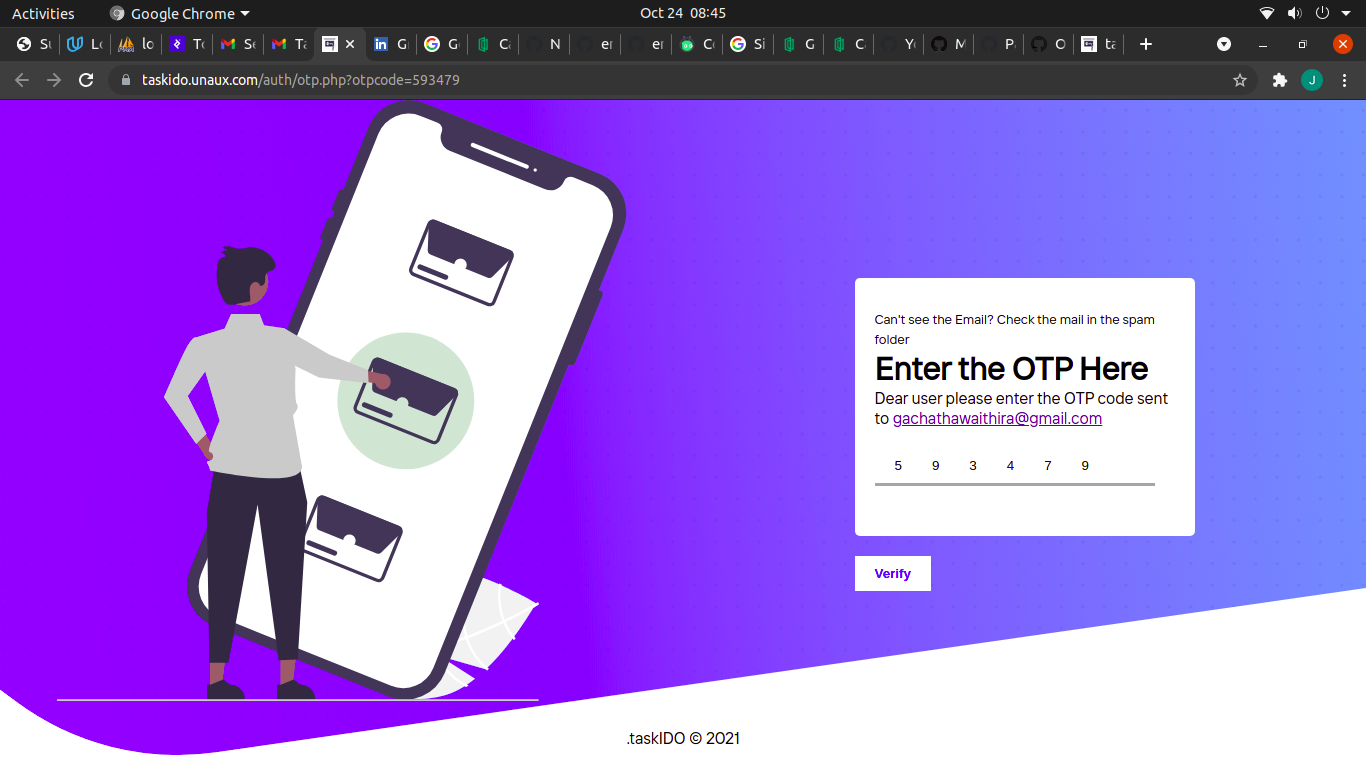 Activities Google Chrome Oct 24 08:45
Su Lo lo To Se Ta Gi G Ca N er er Co Si G C Yo M Pa O ta
taskido.unaux.com/auth/otp.php?otpcode=593479 J
Can't see the Email? Check the mail in the spam
folder
Enter the OTP Here
Dear user please enter the OTP code sent
to gachathawaithira@gmail.com
5 9 3 4 7 9
Verify
.taskIDO © 2021